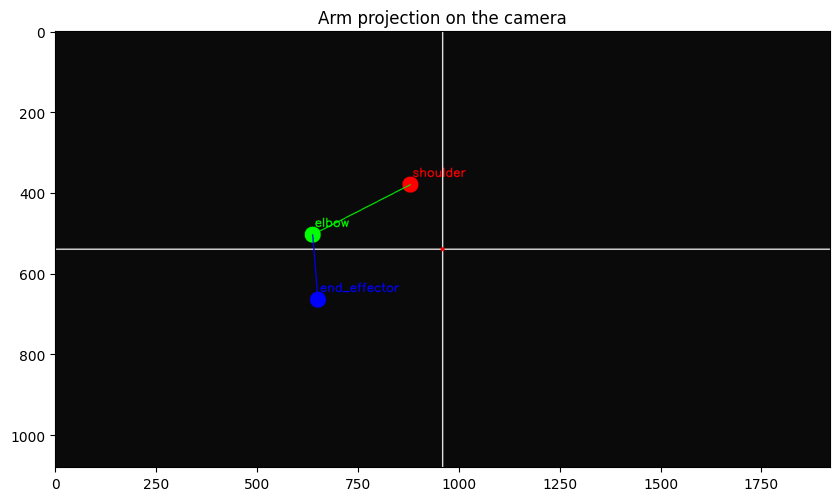 Arm projection on the camera
0
200
shoulder
400
elbow
600
end_effector
800
1000
0 250 500 750 1000 1250 1500 1750